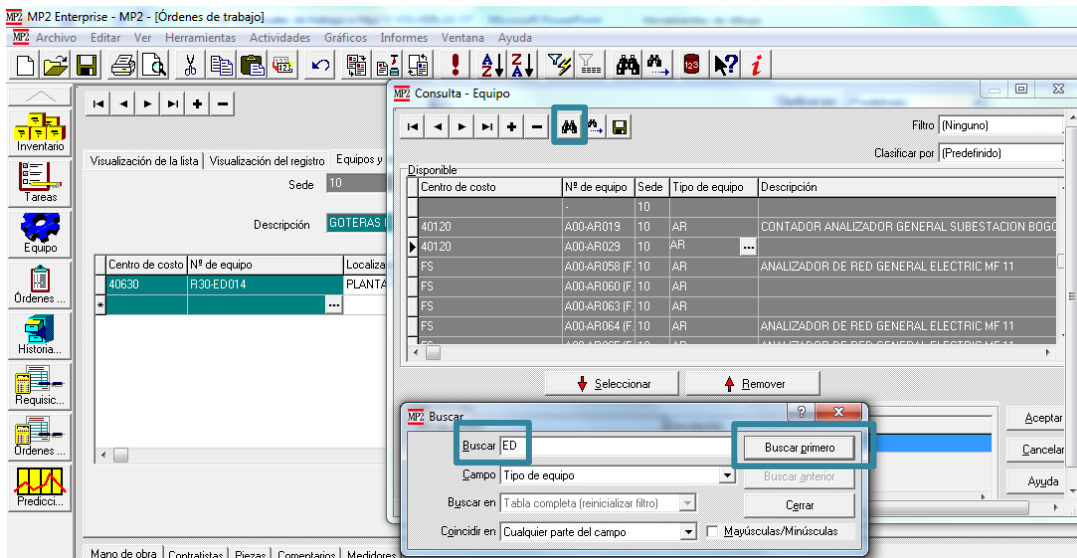 MP2 Enterprise - MP2 - [Órdenes de trabajo]
MP2 Archivo Editar Ver Herramientas Actividades Gráficos Informes Ventana Ayuda
Inventario
Tareas
Equipo
Órdenes ...
Historia...
Requisic...
Órdenes ...
Predicci...
Visualización de la lista Visualización del registro Equipos y
Sede 10
Descripción GOTERAS
Centro de costo Nº de equipo Localiza
40630 R30-ED014 PLANTA
* ...
Mano de obra Contratistas Piezas Comentarios Medidores
MP2 Consulta - Equipo
Filtro (Ninguno)
Clasificar por (Predefinido)
Disponible
Centro de costo Nº de equipo Sede Tipo de equipo Descripción
- 10
40120 A00-AR019 10 AR CONTADOR ANALIZADOR GENERAL SUBESTACION BOGO
40120 A00-AR029 10 AR ...
FS A00-AR058 (F. 10 AR ANALIZADOR DE RED GENERAL ELECTRIC MF 11
FS A00-AR060 (F. 10 AR
FS A00-AR063 (F. 10 AR
FS A00-AR064 (F. 10 AR ANALIZADOR DE RED GENERAL ELECTRIC MF 11
Seleccionar Remover
Aceptar
Cancelar
Ayuda
MP2 Buscar
Buscar ED Buscar primero
Campo Tipo de equipo Buscar anterior
Buscar en Tabla completa (reinicializar filtro) Cerrar
Coincidir en Cualquier parte del campo Mayúsculas/Minúsculas